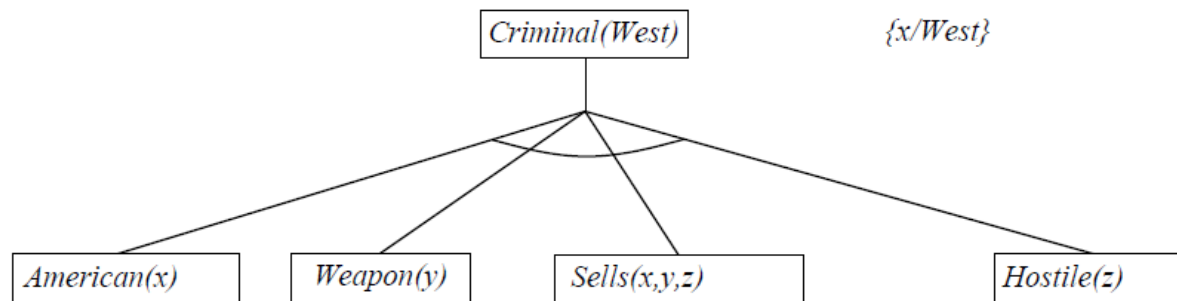 Criminal(West)
{x/West}
American(x)
Weapon(y)
Sells(x,y,z)
Hostile(z)